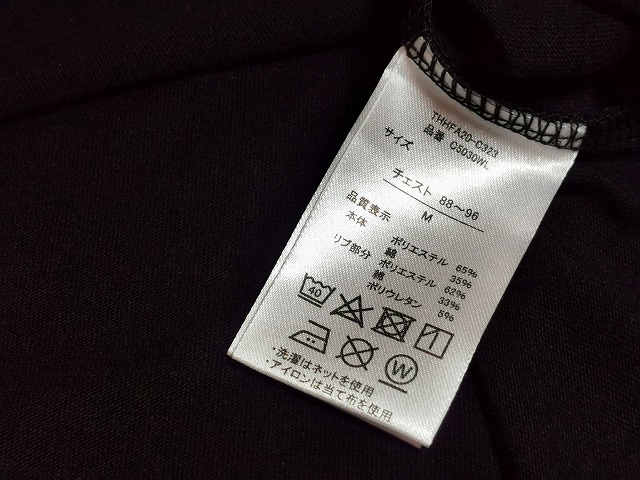 THHFA20-C323
品番 C5030WL
サイズ
チェスト 88～96
M
品質表示
本体 ポリエステル 65%
綿 35%
リブ部分 ポリエステル 62%
綿 33%
ポリウレタン 5%
40
W
・洗濯はネットを使用
・アイロンは当て布を使用